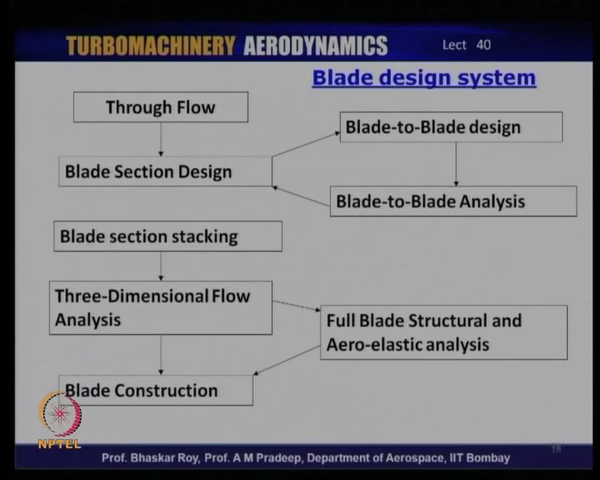 TURBOMACHINERY AERODYNAMICS Lect 40
Blade design system
Through Flow
Blade-to-Blade design
Blade Section Design
Blade-to-Blade Analysis
Blade section stacking
Three-Dimensional Flow
Analysis
Full Blade Structural and
Aero-elastic analysis
Blade Construction
NPTEL
18
Prof. Bhaskar Roy, Prof. A M Pradeep, Department of Aerospace, IIT Bombay